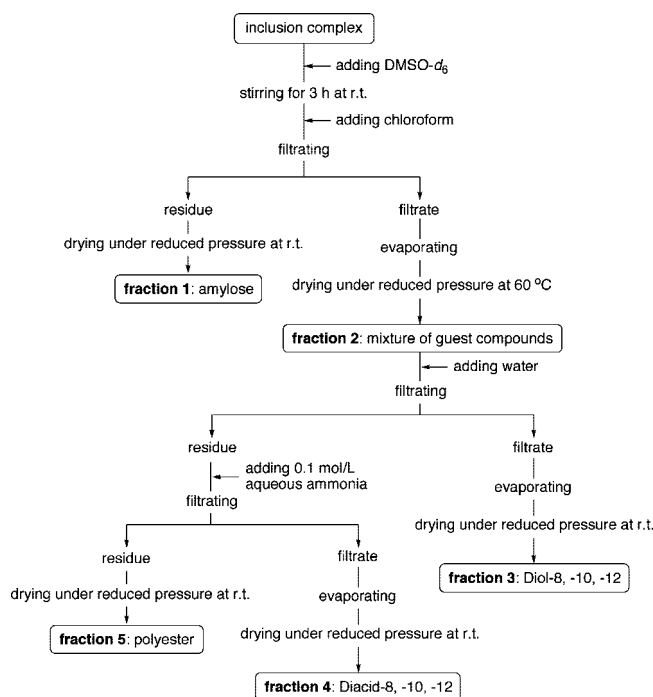 inclusion complex
adding DMSO-d6
stirring for 3 h at r.t.
adding chloroform
filtrating
residue
filtrate
drying under reduced pressure at r.t.
evaporating
fraction 1: amylose
drying under reduced pressure at 60 ºC
fraction 2: mixture of guest compounds
adding water
filtrating
residue
filtrate
adding 0.1 mol/L
aqueous ammonia
evaporating
filtrating
drying under reduced pressure at r.t.
residue
filtrate
fraction 3: Diol-8, -10, -12
drying under reduced pressure at r.t.
evaporating
fraction 5: polyester
drying under reduced pressure at r.t.
fraction 4: Diacid-8, -10, -12